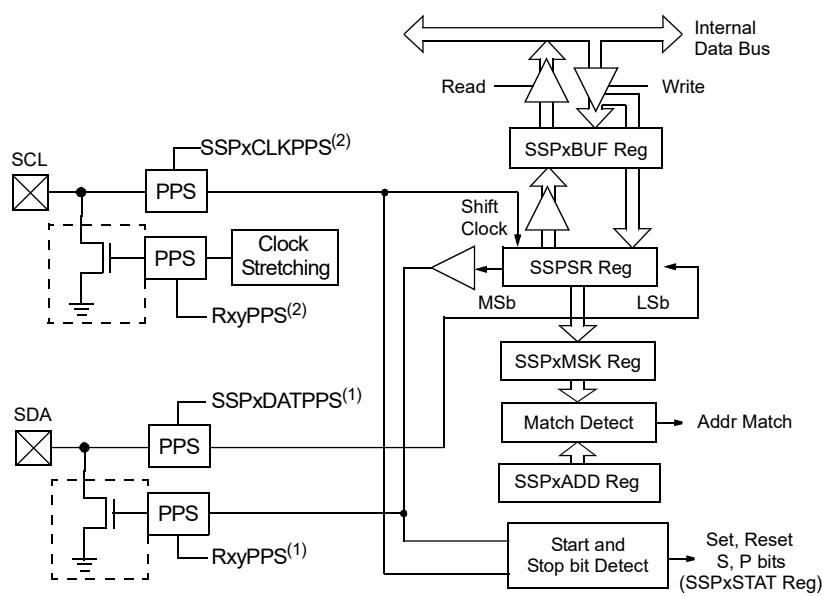 Internal
Data Bus
Read
Write
SSPxBUF Reg
SSPxCLKPPS(2)
SCL
PPS
Shift
Clock
PPS
Clock
Stretching
SSPSR Reg
MSb
LSb
RxyPPS(2)
SSPxMSK Reg
SSPxDATPPS(1)
SDA
PPS
Match Detect
Addr Match
SSPxADD Reg
PPS
RxyPPS(1)
Start and
Stop bit Detect
Set, Reset
S, P bits
(SSPxSTAT Reg)